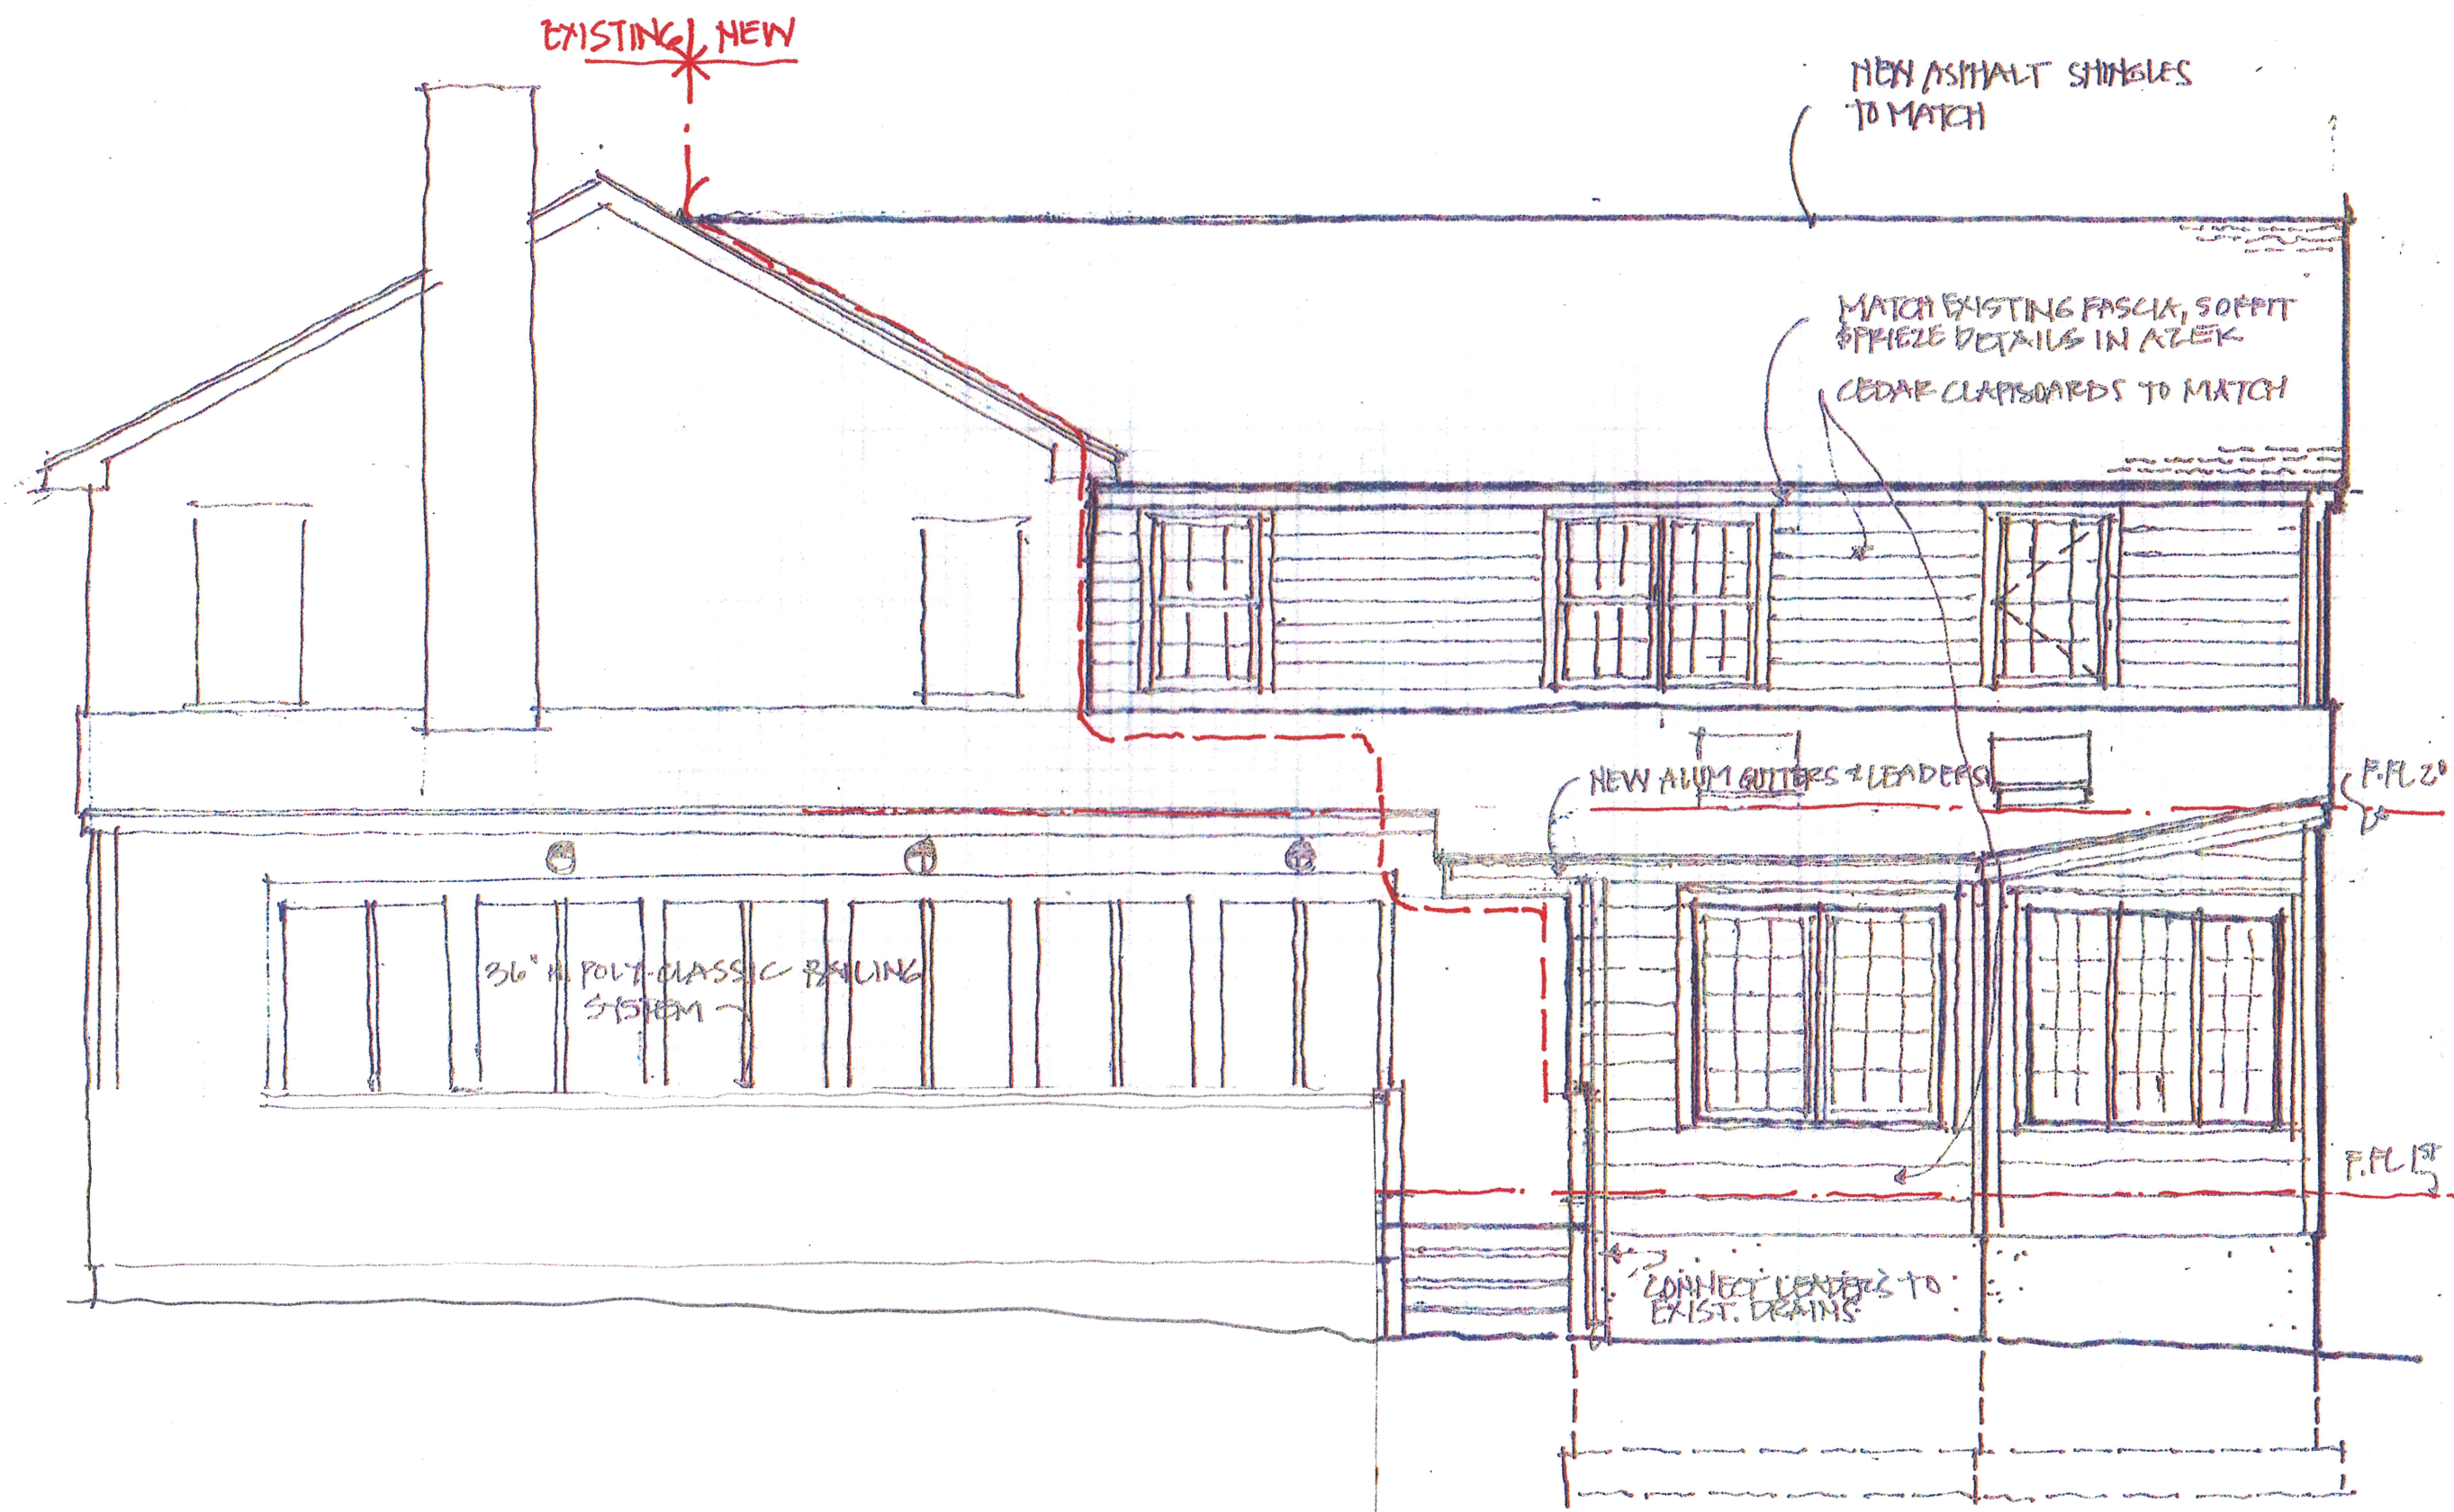 EXISTING NEW
NEW ASPHALT SHINGLES
TO MATCH
MATCH EXISTING FASCIA, SOFFIT
& FRIEZE DETAILS IN AZEK
CEDAR CLAPBOARDS TO MATCH
NEW ALUM GUTTERS & LEADERS
F.FL 2ᴰ
36" H. POLY-CLASSIC RAILING
SYSTEM
F.FL 1ST
CONNECT LEADERS TO
EXIST. DRAINS